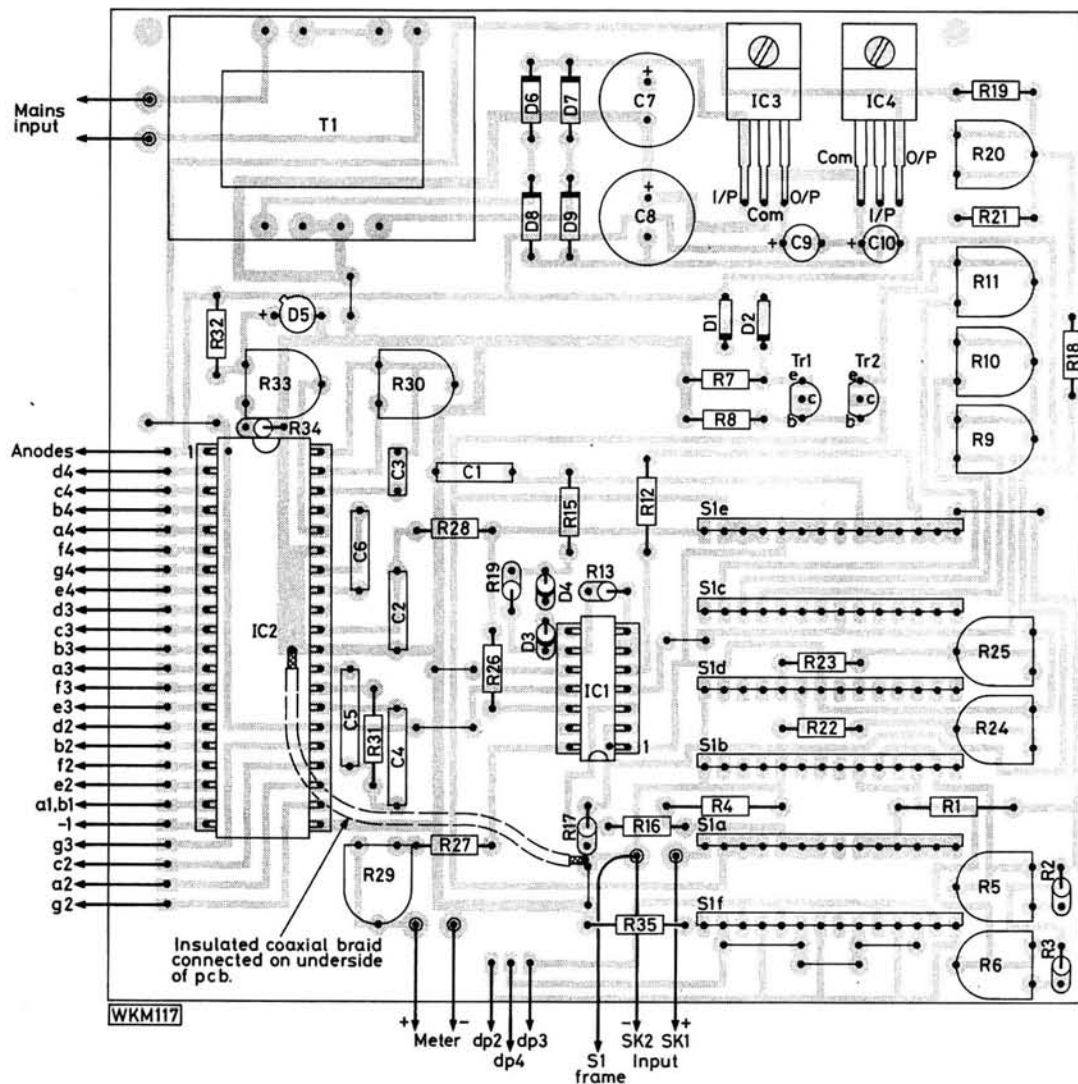 Mains
input
T1
D6
D7
D8
D9
C7
+
C8
+
IC3
IC4
I/P
Com
O/P
Com
I/P
O/P
+
C9
+
C10
R19
R20
R21
R11
R10
R9
R18
R32
+
D5
R33
R30
R34
D1
D2
R7
R8
Tr1
e
c
b
Tr2
e
c
b
Anodes
d4
c4
b4
a4
f4
g4
e4
d3
c3
b3
a3
f3
e3
d2
b2
f2
e2
a1,b1
-1
g3
c2
a2
g2
1
IC2
C3
C1
C6
R28
C2
R15
R12
R19
D4
R13
D3
R26
IC1
1
C5
R31
C4
S1e
S1c
R23
S1d
R22
S1b
R25
R24
R4
R1
R17
R16
S1a
R27
R29
R5
R2
R35
S1f
R6
R3
Insulated coaxial braid
connected on underside
of pcb.
WKM117
+
Meter
-
dp2
dp4
dp3
S1
frame
-
SK2
+
SK1
Input